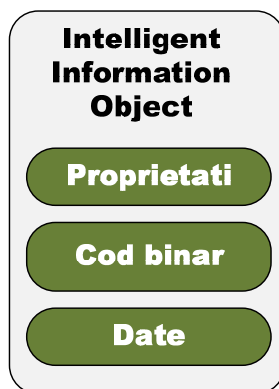 Intelligent
Information
Object
Proprietati
Cod binar
Date